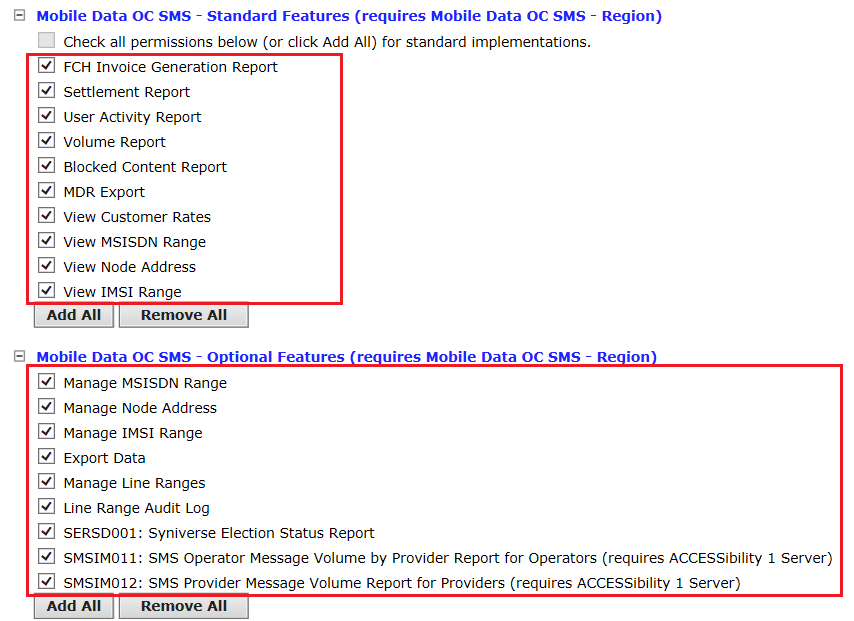 Mobile Data OC SMS - Standard Features (requires Mobile Data OC SMS - Region)
Check all permissions below (or click Add All) for standard implementations.
FCH Invoice Generation Report
Settlement Report
User Activity Report
Volume Report
Blocked Content Report
MDR Export
View Customer Rates
View MSISDN Range
View Node Address
View IMSI Range
Add All Remove All
Mobile Data OC SMS - Optional Features (requires Mobile Data OC SMS - Region)
Manage MSISDN Range
Manage Node Address
Manage IMSI Range
Export Data
Manage Line Ranges
Line Range Audit Log
SERSD001: Syniverse Election Status Report
SMSIM011: SMS Operator Message Volume by Provider Report for Operators (requires ACCESSibility 1 Server)
SMSIM012: SMS Provider Message Volume Report for Providers (requires ACCESSibility 1 Server)
Add All Remove All